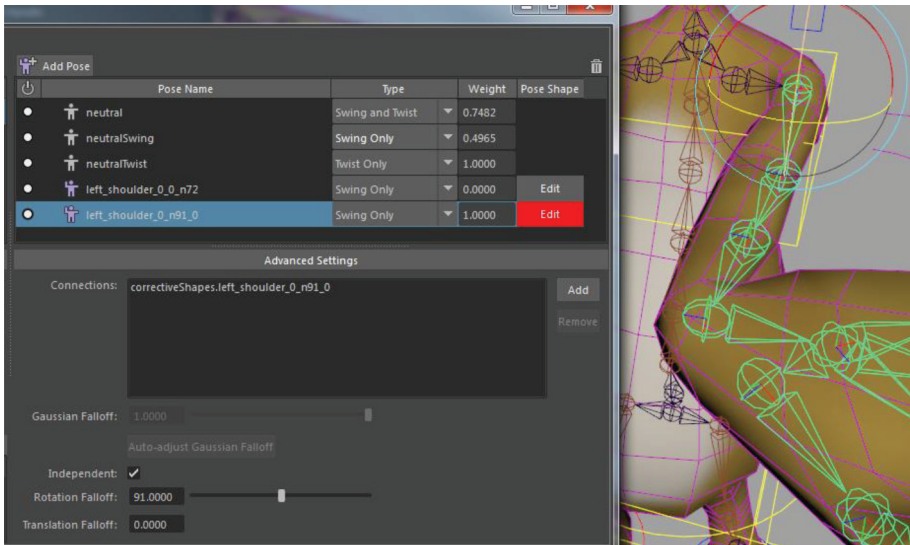 Add Pose
Pose Name Type Weight Pose Shape
neutral Swing and Twist 0.7482
neutralSwing Swing Only 0.4965
neutralTwist Twist Only 1.0000
left_shoulder_0_0_n72 Swing Only 0.0000 Edit
left_shoulder_0_n91_0 Swing Only 1.0000 Edit
Advanced Settings
Connections: correctiveShapes.left_shoulder_0_n91_0 Add
Remove
Gaussian Falloff: 1.0000
Auto-adjust Gaussian Falloff
Independent:
Rotation Falloff: 91.0000
Translation Falloff: 0.0000